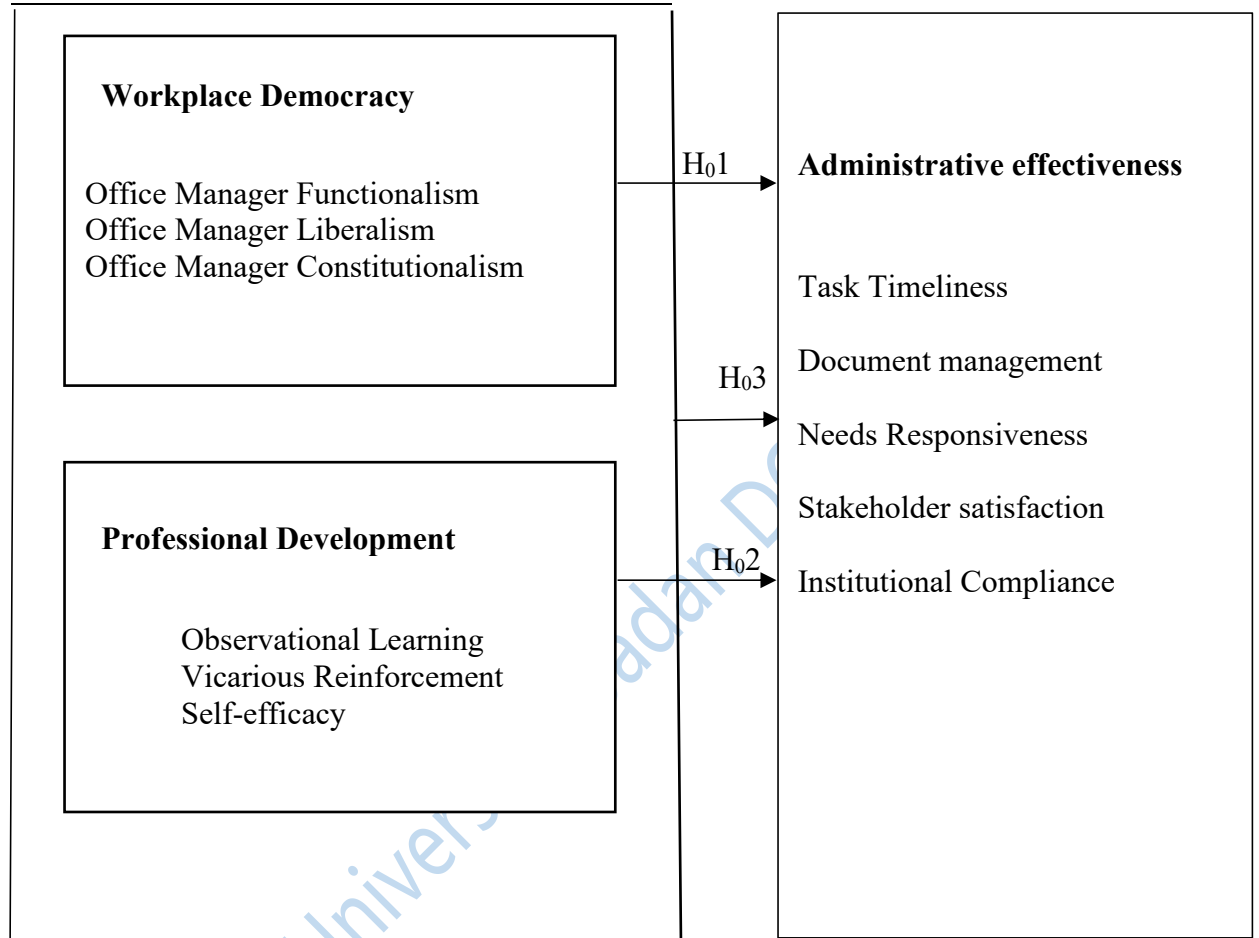 Workplace Democracy
Office Manager Functionalism
Office Manager Liberalism
Office Manager Constitutionalism
H₀1
Administrative effectiveness
Task Timeliness
Document management
H₀3
Needs Responsiveness
Stakeholder satisfaction
Professional Development
H₀2
Institutional Compliance
Observational Learning
Vicarious Reinforcement
Self-efficacy